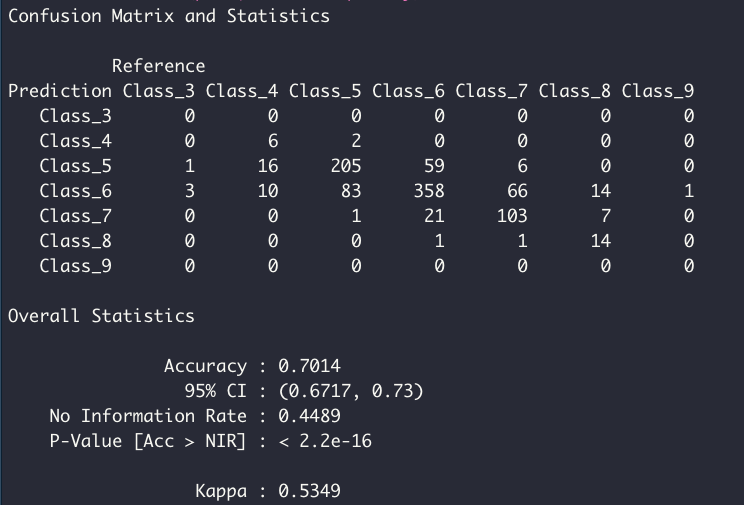 Confusion Matrix and Statistics
Reference
Prediction Class_3 Class_4 Class_5 Class_6 Class_7 Class_8 Class_9
Class_3 0 0 0 0 0 0 0
Class_4 0 6 2 0 0 0 0
Class_5 1 16 205 59 6 0 0
Class_6 3 10 83 358 66 14 1
Class_7 0 0 1 21 103 7 0
Class_8 0 0 0 1 1 14 0
Class_9 0 0 0 0 0 0 0
Overall Statistics
Accuracy : 0.7014
95% CI : (0.6717, 0.73)
No Information Rate : 0.4489
P-Value [Acc > NIR] : < 2.2e-16
Kappa : 0.5349